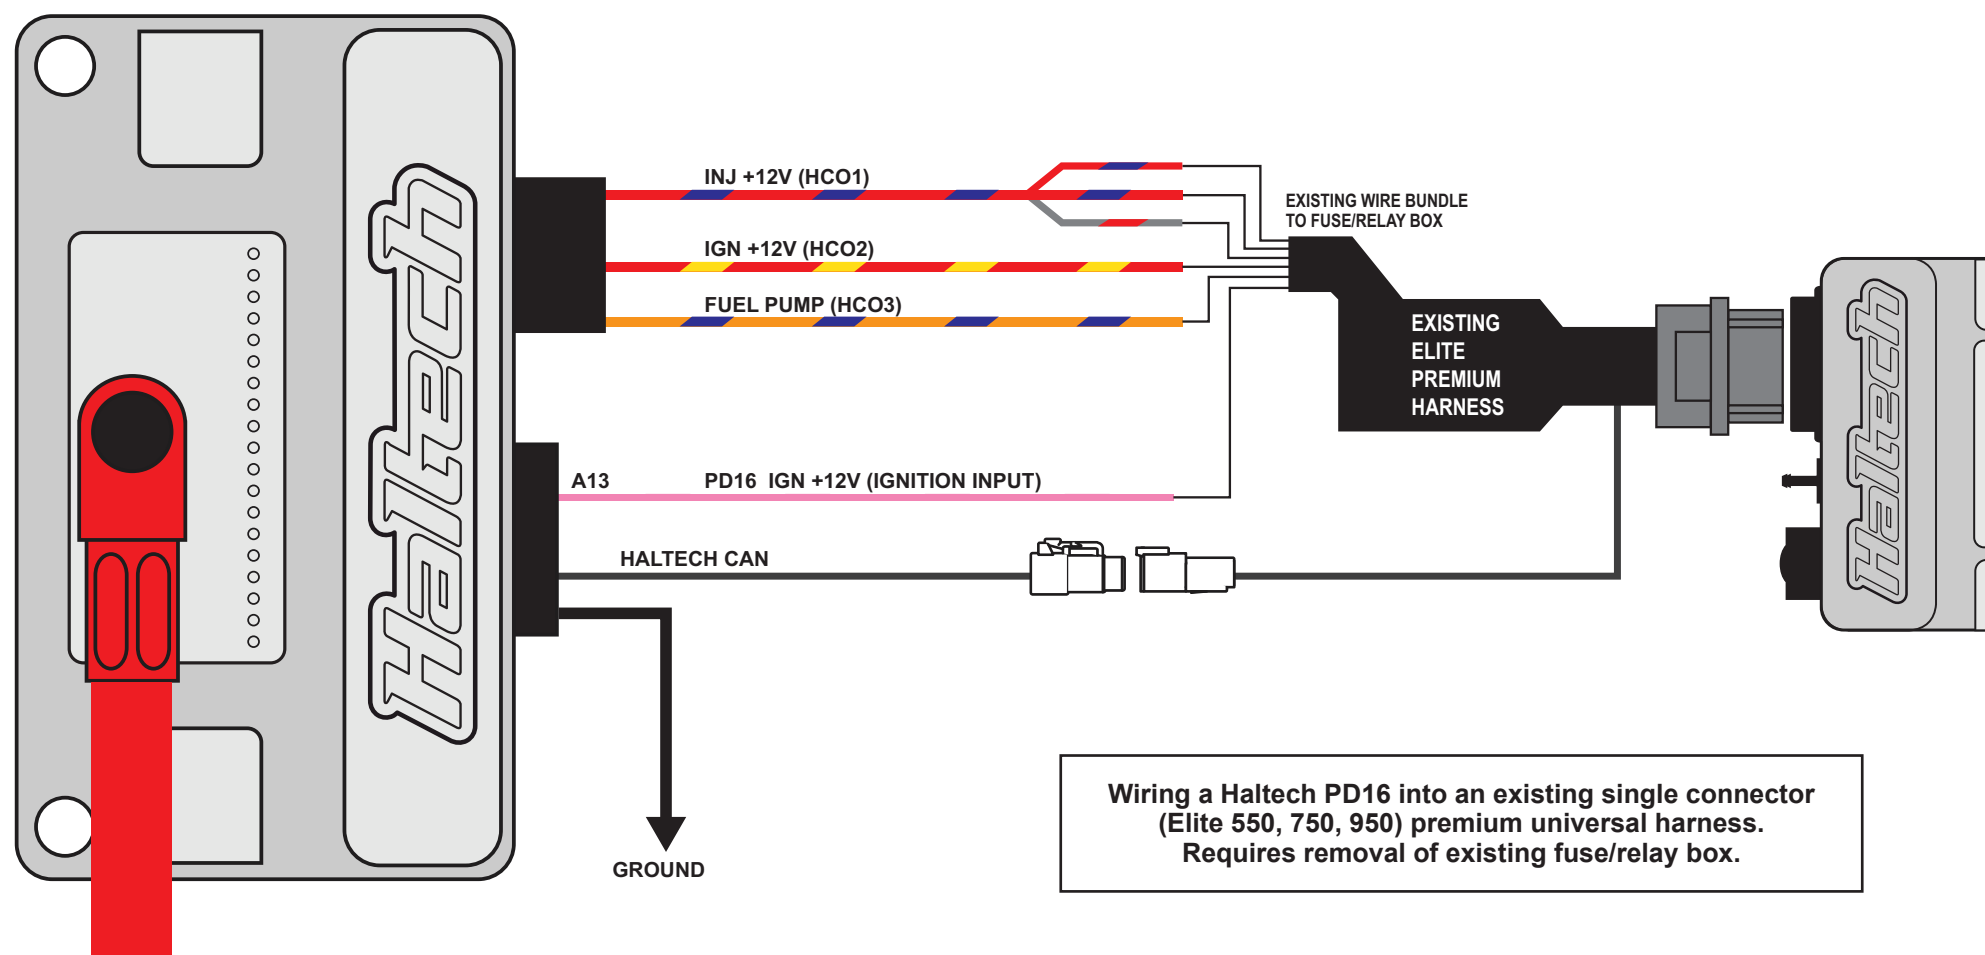 Haltech
INJ +12V (HCO1)
IGN +12V (HCO2)
FUEL PUMP (HCO3)
A13
PD16 IGN +12V (IGNITION INPUT)
HALTECH CAN
GROUND
EXISTING WIRE BUNDLE
TO FUSE/RELAY BOX
EXISTING
ELITE
PREMIUM
HARNESS
Haltech
Wiring a Haltech PD16 into an existing single connector
(Elite 550, 750, 950) premium universal harness.
Requires removal of existing fuse/relay box.